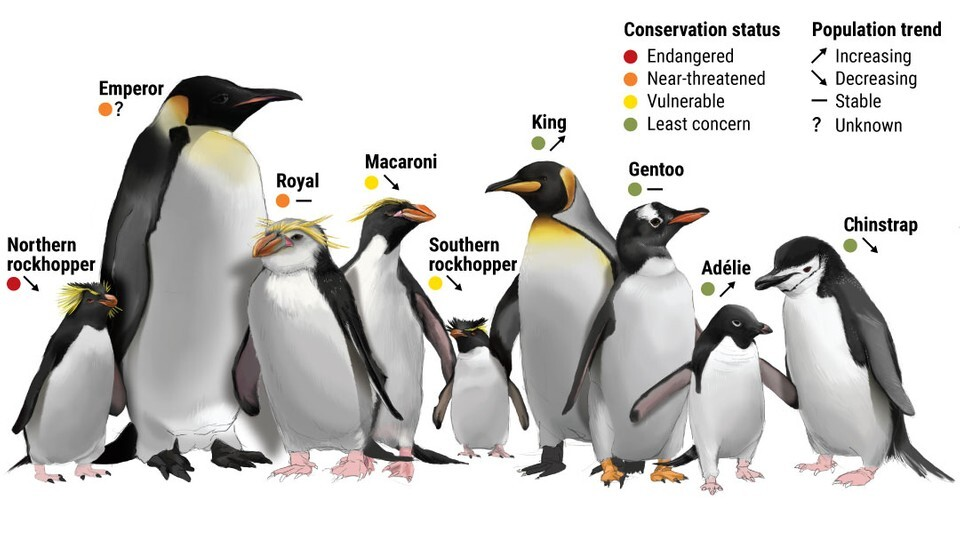 Conservation status
Endangered
Near-threatened
Vulnerable
Least concern
Population trend
Increasing
Decreasing
Stable
? Unknown
Emperor
?
Royal
Macaroni
Northern
rockhopper
Southern
rockhopper
King
Gentoo
Adélie
Chinstrap